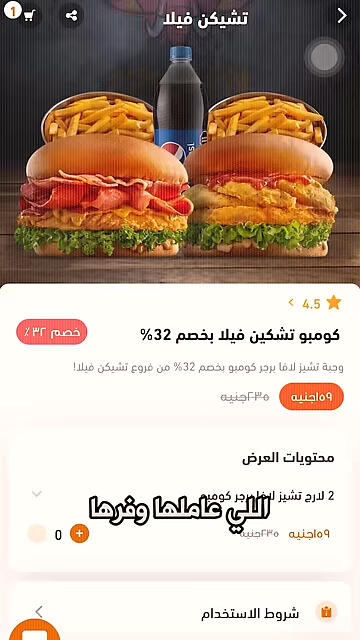 1
تشيكن فيلا
4.5
كومبو تشكين فيلا بخصم 32%
خصم ٣٢٪
وجبة تشيز لافا برجر كومبو بخصم 32% من فروع تشيكن فيلا!
١٥٩جنيه
٢٣٥جنيه
محتويات العرض
2 لارج تشيز لافا برجر كومبو
اللي عاملها وفرها
١٥٩جنيه
٢٣٥جنيه
0
شروط الاستخدام